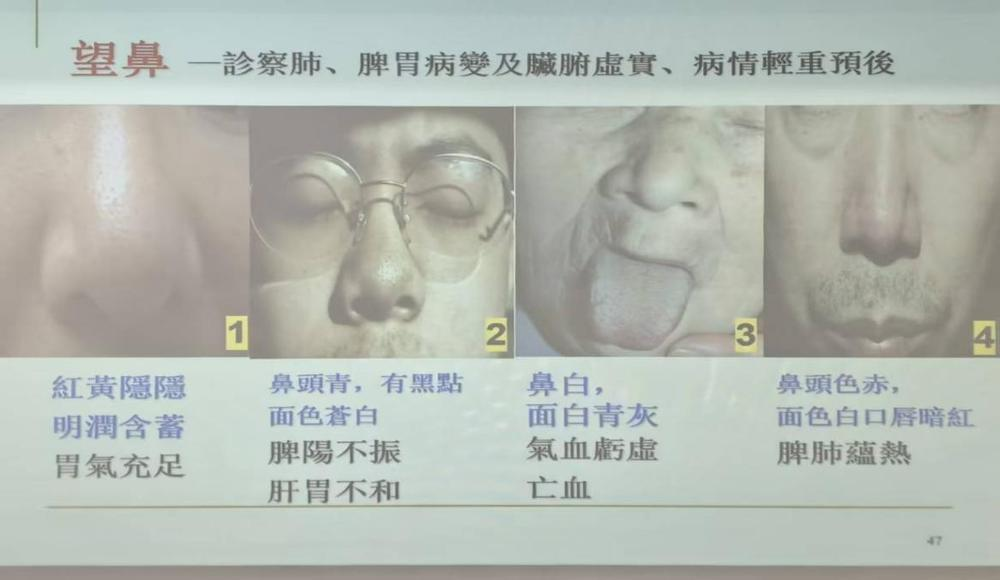 望鼻 —診察肺、脾胃病變及臟腑虛實、病情輕重預後
1
2
3
4
紅黃隱隱
明潤含蓄
胃氣充足
鼻頭青，有黑點
面色蒼白
脾陽不振
肝胃不和
鼻白，
面白青灰
氣血虧虛
亡血
鼻頭色赤，
面色白口唇暗紅
脾肺蘊熱
47